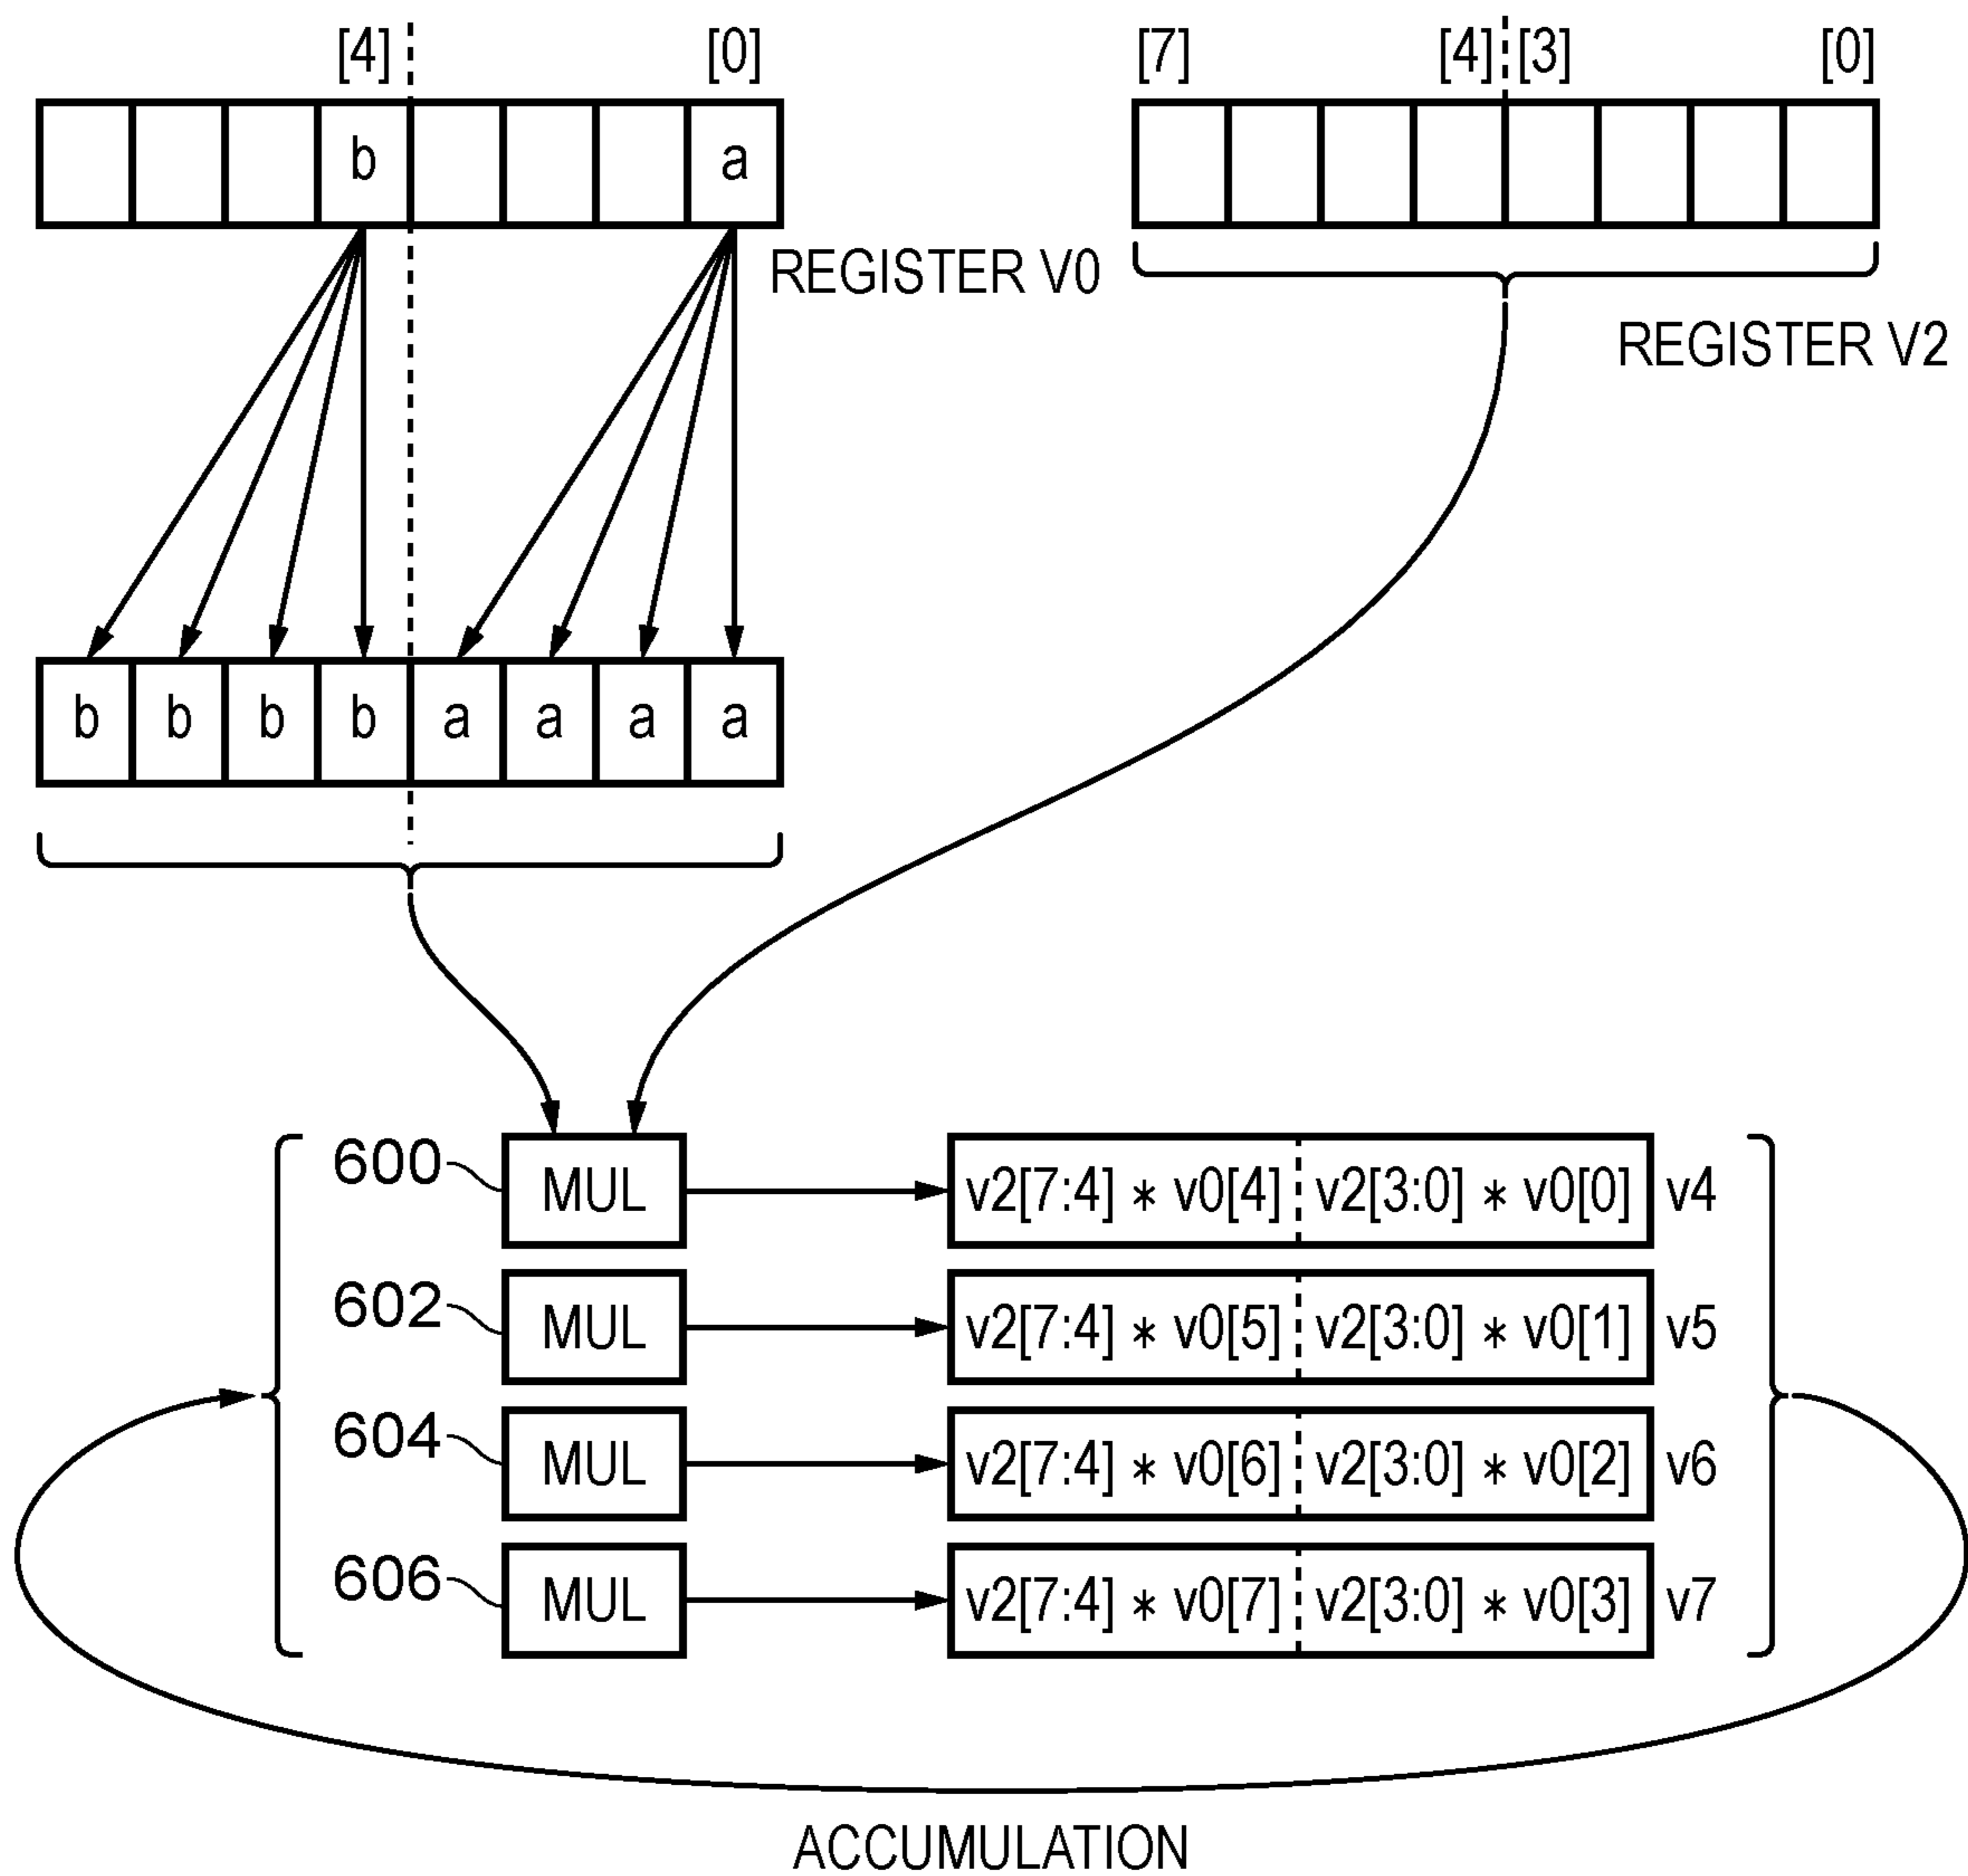 [4] [0] [7] [4] [3] [0]
b a
REGISTER V0
REGISTER V2
b b b b a a a a
600 MUL v2[7:4] * v0[4] v2[3:0] * v0[0] v4
602 MUL v2[7:4] * v0[5] v2[3:0] * v0[1] v5
604 MUL v2[7:4] * v0[6] v2[3:0] * v0[2] v6
606 MUL v2[7:4] * v0[7] v2[3:0] * v0[3] v7
ACCUMULATION